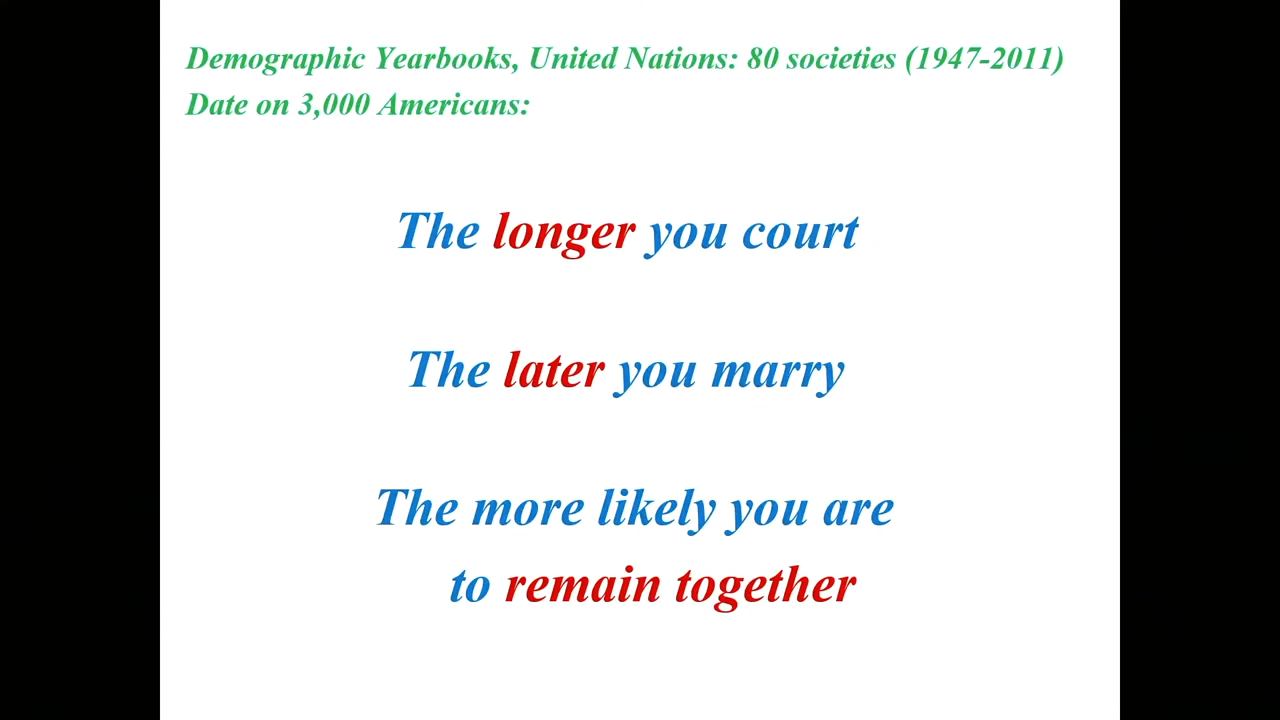 Demographic Yearbooks, United Nations: 80 societies (1947-2011)
Date on 3,000 Americans:
The longer you court
The later you marry
The more likely you are
to remain together